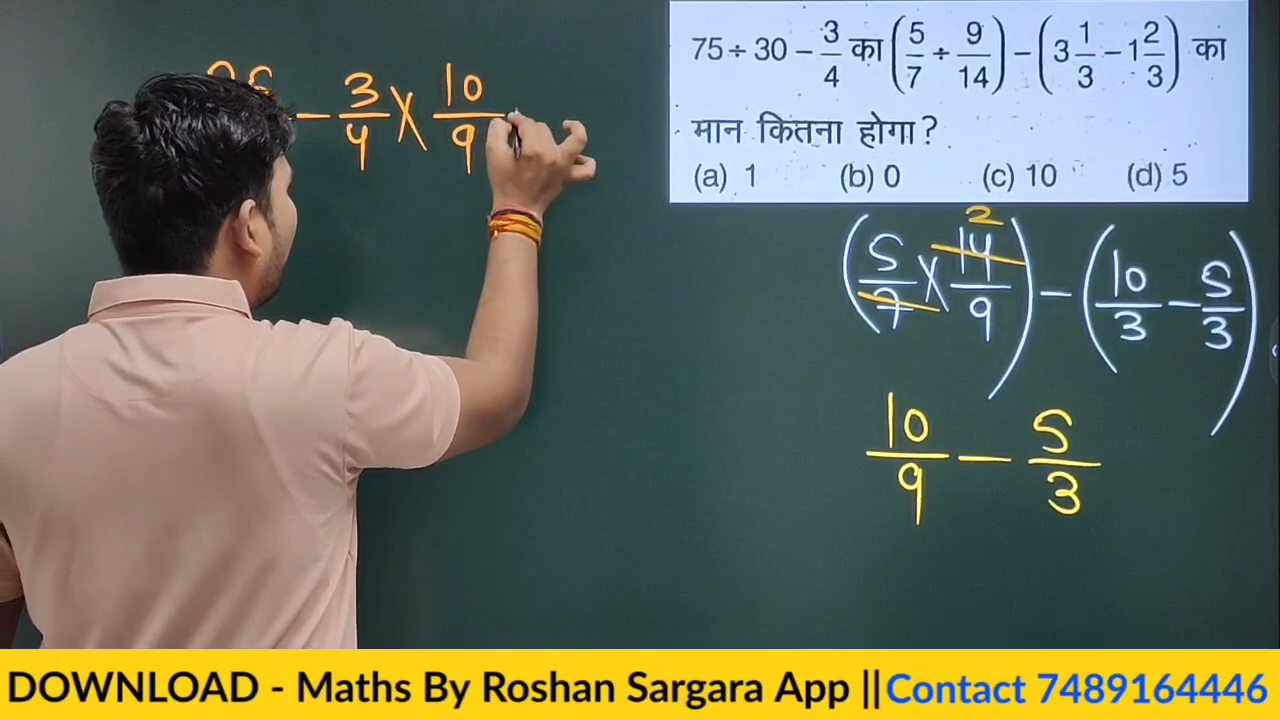 75 ÷ 30 − 3/4 का (5/7 ÷ 9/14) − (3 1/3 − 1 2/3) का
मान कितना होगा?
(a) 1 (b) 0 (c) 10 (d) 5
− 3/4 × 10/9
(5/7 × 14/9) − (10/3 − 5/3)
2
10/9 − 5/3
DOWNLOAD - Maths By Roshan Sargara App || Contact 7489164446